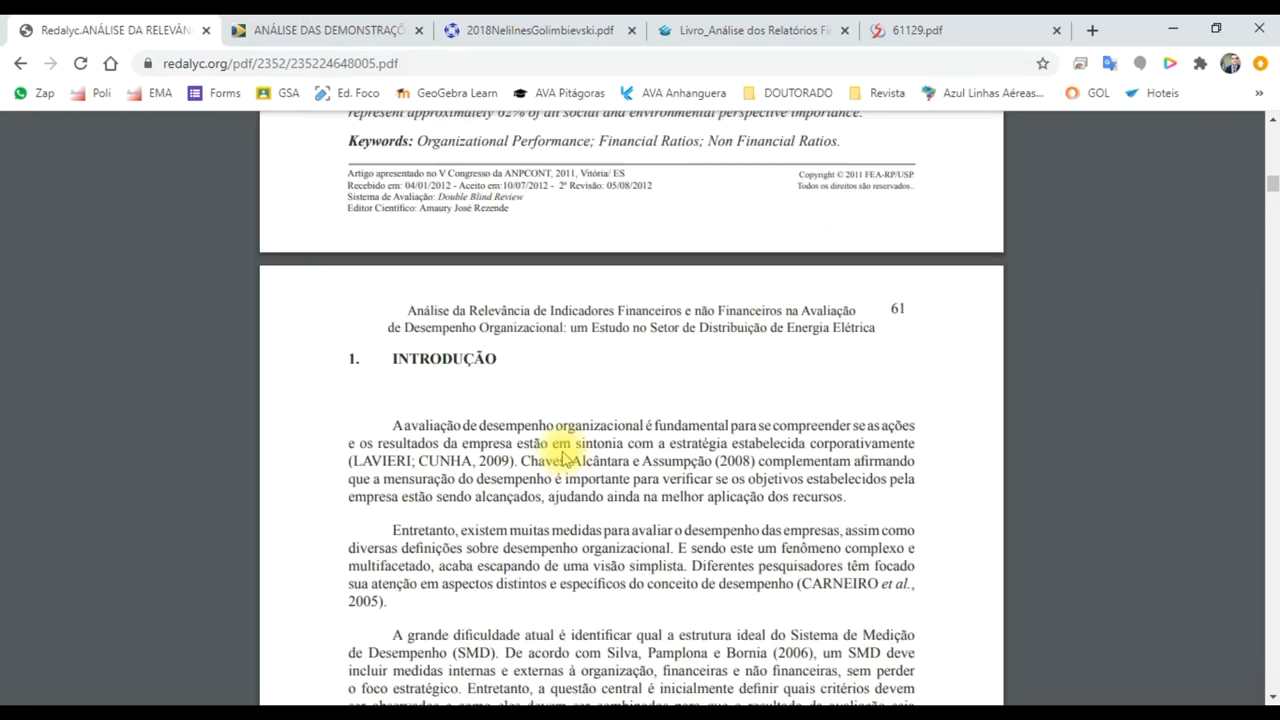 Redalyc.ANÁLISE DA RELEVÂN
ANÁLISE DAS DEMONSTRAÇÕ
2018NeliInesGolimbievski.pdf
Livro_Análise dos Relatórios Fi
61129.pdf
redalyc.org/pdf/2352/235224648005.pdf
Zap Poli EMA Forms GSA Ed. Foco GeoGebra Learn AVA Pitágoras AVA Anhanguera DOUTORADO Revista Azul Linhas Aéreas... GOL Hoteis »
represent approximately 62% of all social and environmental perspective importance.
Keywords: Organizational Performance; Financial Ratios; Non Financial Ratios.
Artigo apresentado no V Congresso da ANPCONT, 2011, Vitória/ ES
Recebido em: 04/01/2012 - Aceito em:10/07/2012 - 2ª Revisão: 05/08/2012
Sistema de Avaliação: Double Blind Review
Editor Científico: Amaury José Rezende
Copyright © 2011 FEA-RP/USP.
Todos os direitos são reservados..
Análise da Relevância de Indicadores Financeiros e não Financeiros na Avaliação
de Desempenho Organizacional: um Estudo no Setor de Distribuição de Energia Elétrica
61
1. INTRODUÇÃO
A avaliação de desempenho organizacional é fundamental para se compreender se as ações
e os resultados da empresa estão em sintonia com a estratégia estabelecida corporativamente
(LAVIERI; CUNHA, 2009). Chaves, Alcântara e Assumpção (2008) complementam afirmando
que a mensuração do desempenho é importante para verificar se os objetivos estabelecidos pela
empresa estão sendo alcançados, ajudando ainda na melhor aplicação dos recursos.
Entretanto, existem muitas medidas para avaliar o desempenho das empresas, assim como
diversas definições sobre desempenho organizacional. E sendo este um fenômeno complexo e
multifacetado, acaba escapando de uma visão simplista. Diferentes pesquisadores têm focado
sua atenção em aspectos distintos e específicos do conceito de desempenho (CARNEIRO et al.,
2005).
A grande dificuldade atual é identificar qual a estrutura ideal do Sistema de Medição
de Desempenho (SMD). De acordo com Silva, Pamplona e Bornia (2006), um SMD deve
incluir medidas internas e externas à organização, financeiras e não financeiras, sem perder
o foco estratégico. Entretanto, a questão central é inicialmente definir quais critérios devem